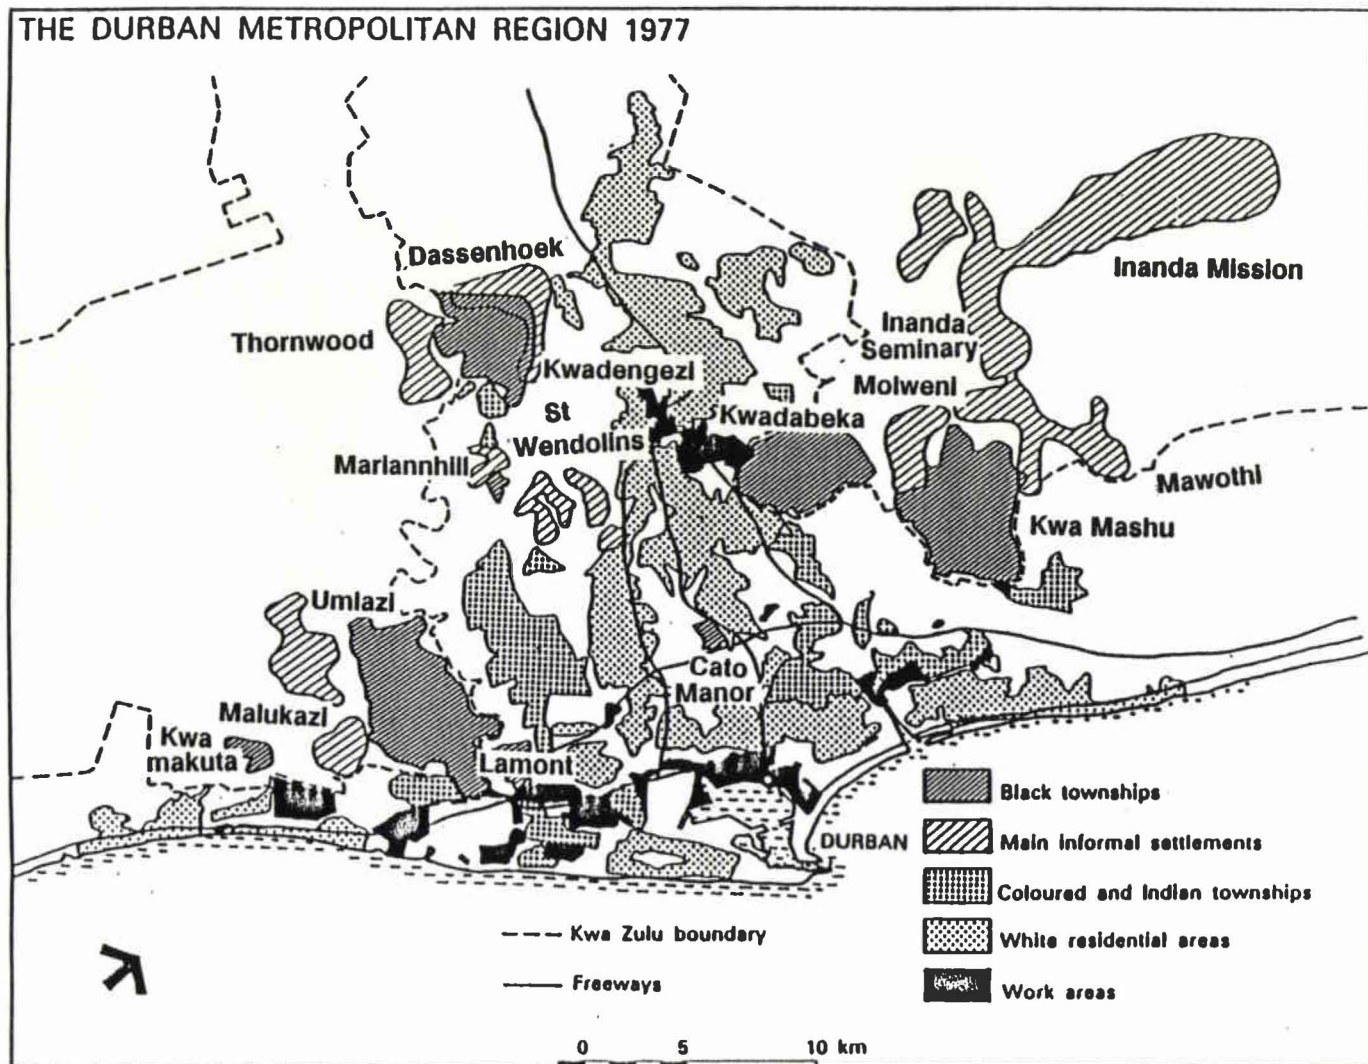 THE DURBAN METROPOLITAN REGION 1977
Dassenhoek
Inanda Mission
Thornwood
Inanda
Seminary
Kwadengezi
Molweni
St
Wendolins
Kwadabeka
Mariannhill
Mawothi
Kwa Mashu
Umlazi
Cato
Manor
Malukazi
Kwa
makuta
Lamont
DURBAN
Black townships
Main informal settlements
Coloured and Indian townships
White residential areas
Work areas
Kwa Zulu boundary
Freeways
0 5 10 km